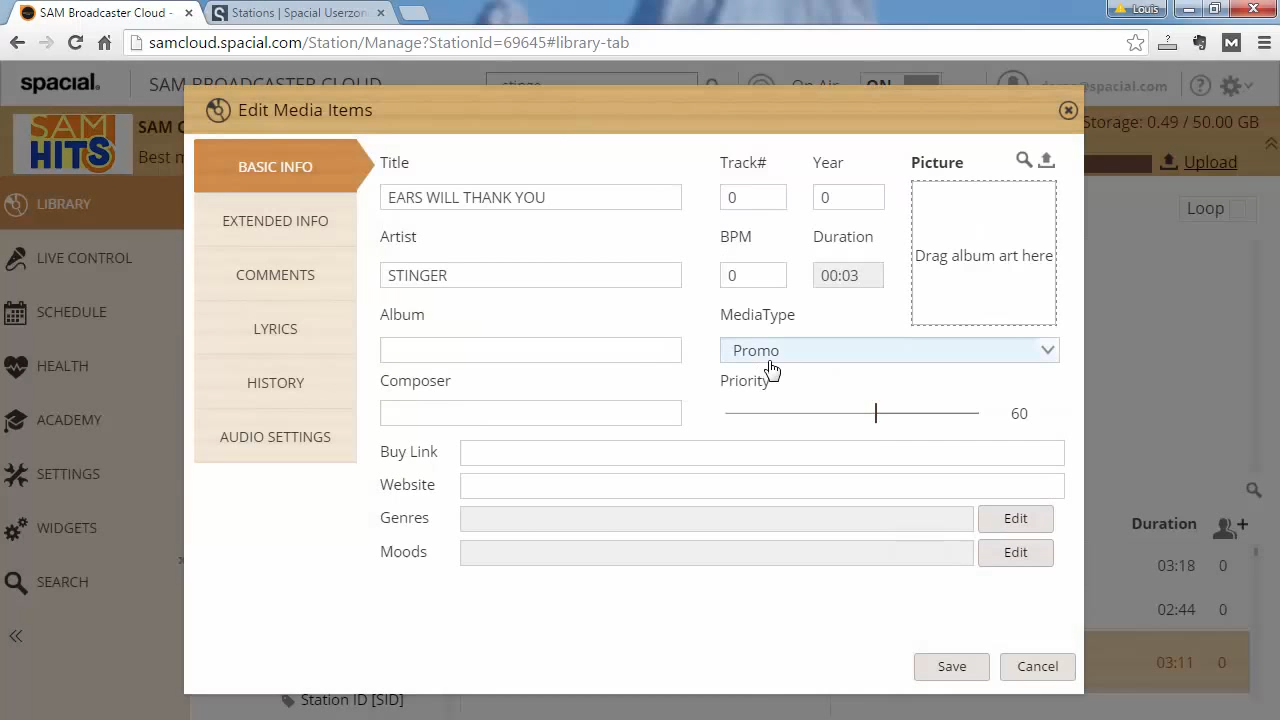 SAM Broadcaster Cloud -
Stations | Spacial Userzon
Louis
samcloud.spacial.com/Station/Manage?StationId=69645#library-tab
spacial.
SAM BROADCASTER CLOUD
On Air
ON
demo@spacial.com
Edit Media Items
SAM HITS
SAM C
Best m
Storage: 0.49 / 50.00 GB
Upload
LIBRARY
LIVE CONTROL
SCHEDULE
HEALTH
ACADEMY
SETTINGS
WIDGETS
SEARCH
BASIC INFO
EXTENDED INFO
COMMENTS
LYRICS
HISTORY
AUDIO SETTINGS
Title
EARS WILL THANK YOU
Artist
STINGER
Album
Composer
Track#
0
Year
0
BPM
0
Duration
00:03
MediaType
Promo
Priority
60
Picture
Drag album art here
Buy Link
Website
Genres
Edit
Moods
Edit
Save
Cancel
Loop
Duration
03:18 0
02:44 0
03:11 0
Station ID [SID]